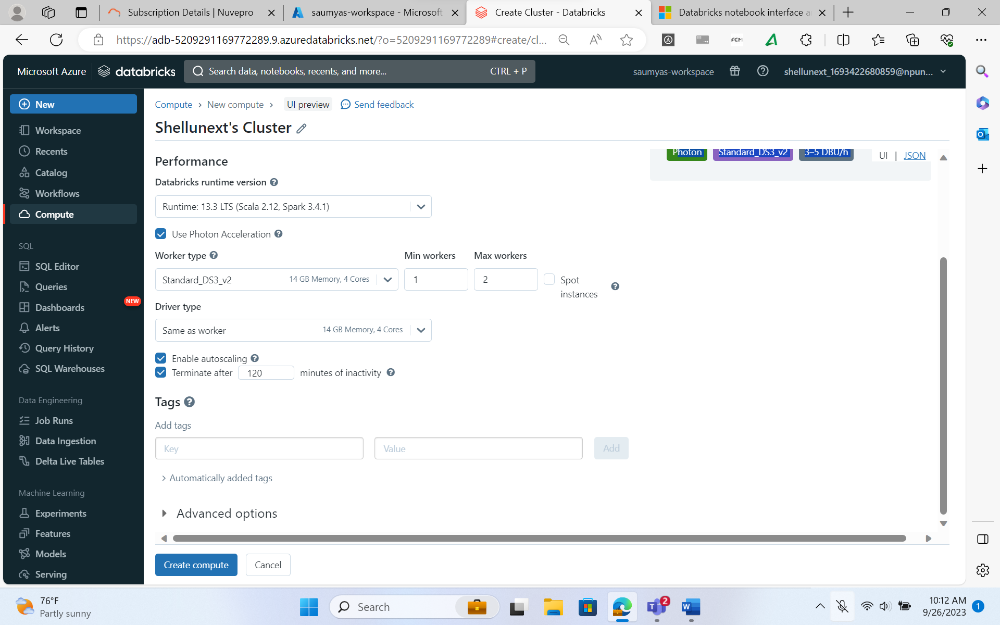 Subscription Details | Nuvepro
saumyas-workspace - Microsoft
Create Cluster - Databricks
Databricks notebook interface a
https://adb-5209291169772289.9.azuredatabricks.net/?o=5209291169772289#create/cl...
FCM
Microsoft Azure
databricks
Search data, notebooks, recents, and more...
CTRL + P
saumyas-workspace
shellunext_1693422680859@npun...
New
Workspace
Recents
Catalog
Workflows
Compute
SQL
SQL Editor
Queries
Dashboards
NEW
Alerts
Query History
SQL Warehouses
Data Engineering
Job Runs
Data Ingestion
Delta Live Tables
Machine Learning
Experiments
Features
Models
Serving
Compute > New compute > UI preview Send feedback
Shellunext's Cluster
Photon Standard_DS3_v2 3–5 DBU/h
UI | JSON
Performance
Databricks runtime version
Runtime: 13.3 LTS (Scala 2.12, Spark 3.4.1)
Use Photon Acceleration
Worker type Min workers Max workers
Standard_DS3_v2 14 GB Memory, 4 Cores 1 2 Spot
instances
Driver type
Same as worker 14 GB Memory, 4 Cores
Enable autoscaling
Terminate after 120 minutes of inactivity
Tags
Add tags
Key Value Add
> Automatically added tags
Advanced options
Create compute Cancel
76°F
Partly sunny
Search
2
10:12 AM
9/26/2023
1